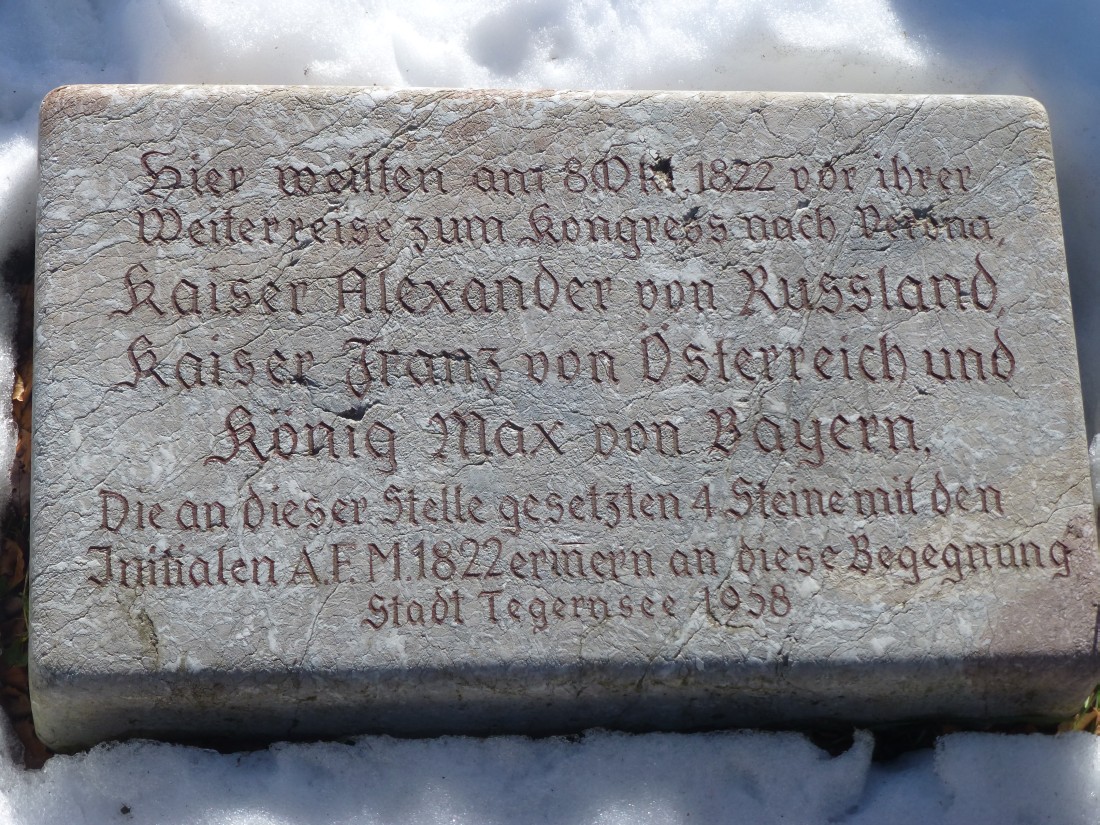 Hier weilten am 8.Okt.1822 vor ihrer
Weiterreise zum Kongress nach Verona,
Kaiser Alexander von Russland,
Kaiser Franz von Österreich und
König Max von Bayern.
Die an dieser Stelle gesetzten 4 Steine mit den
Initialen A.F.M.1822 erinern an diese Begegnung
Stadt Tegernsee 1958